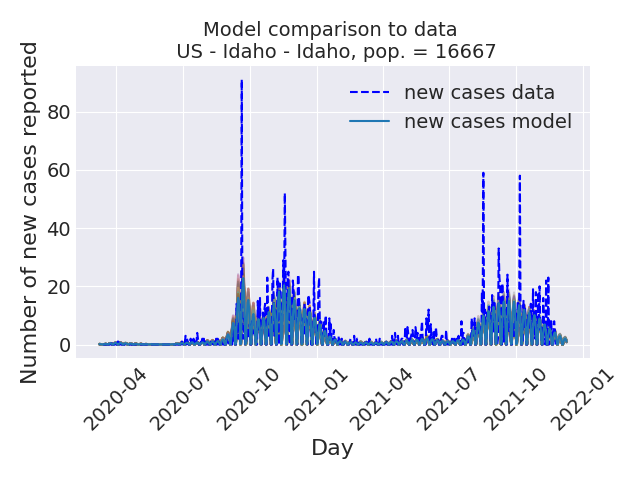 Model comparison to data
US - Idaho - Idaho, pop. = 16667
Number of new cases reported
80
60
40
20
0
new cases data
new cases model
2020-04
2020-07
2020-10
2021-01
2021-04
2021-07
2021-10
2022-01
Day